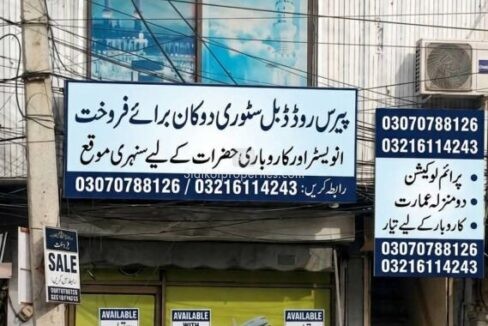 پیرس روڈ ڈبل سٹوری دوکان برائے فروخت
انویسٹر اور کاروباری حضرات کے لیے سنہری موقع
رابطہ کریں: 03070788126 / 03216114243
03070788126
03216114243
• پرائم لوکیشن
• دو منزلہ عمارت
• کاروبار کے لیے تیار
03070788126
03216114243
SALE
AVAILABLE
AVAILABLE
WITH
AVAILABLE